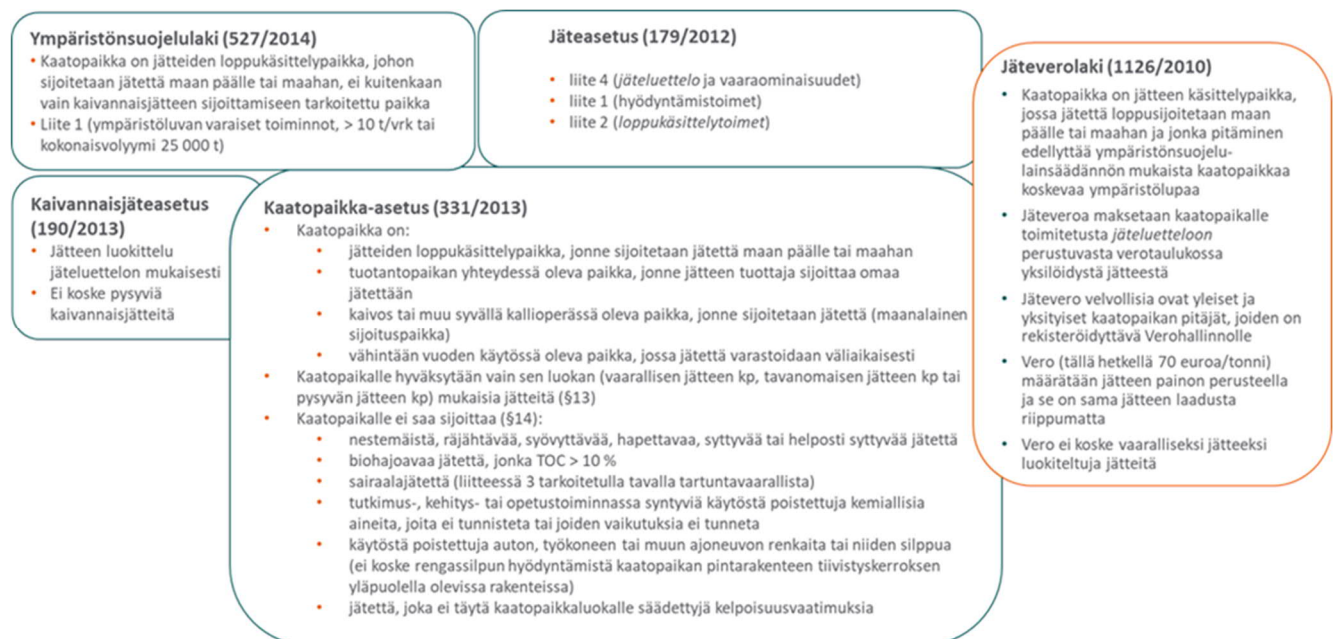 Ympäristönsuojelulaki (527/2014)
• Kaatopaikka on jätteiden loppukäsittelypaikka, johon
sijoitetaan jätettä maan päälle tai maahan, ei kuitenkaan
vain kaivannaisjätteen sijoittamiseen tarkoitettu paikka
• Liite 1 (ympäristöluvan varaiset toiminnot, > 10 t/vrk tai
kokonaisvolyymi 25 000 t)
Jäteasetus (179/2012)
• liite 4 (jäteluettelo ja vaaraominaisuudet)
• liite 1 (hyödyntämistoimet)
• liite 2 (loppukäsittelytoimet)
Kaivannaisjäteasetus
(190/2013)
• Jätteen luokittelu
jäteluettelon mukaisesti
• Ei koske pysyviä
kaivannaisjätteitä
Kaatopaikka-asetus (331/2013)
• Kaatopaikka on:
• jätteiden loppukäsittelypaikka, jonne sijoitetaan jätettä maan päälle tai maahan
• tuotantopaikan yhteydessä oleva paikka, jonne jätteen tuottaja sijoittaa omaa
jätettään
• kaivos tai muu syvällä kallioperässä oleva paikka, jonne sijoitetaan jätettä (maanalainen
sijoituspaikka)
• vähintään vuoden käytössä oleva paikka, jossa jätettä varastoidaan väliaikaisesti
• Kaatopaikalle hyväksytään vain sen luokan (vaarallisen jätteen kp, tavanomaisen jätteen kp tai
pysyvän jätteen kp) mukaisia jätteitä (§13)
• Kaatopaikalle ei saa sijoittaa (§14):
• nestemäistä, räjähtävää, syövyttävää, hapettavaa, syttyvää tai helposti syttyvää jätettä
• biohajoavaa jätettä, jonka TOC > 10 %
• sairaalajätettä (liitteessä 3 tarkoitetulla tavalla tartuntavaarallista)
• tutkimus-, kehitys- tai opetustoiminnassa syntyviä käytöstä poistettuja kemiallisia
aineita, joita ei tunnisteta tai joiden vaikutuksia ei tunneta
• käytöstä poistettuja auton, työkoneen tai muun ajoneuvon renkaita tai niiden silppua
(ei koske rengassilpun hyödyntämistä kaatopaikan pintarakenteen tiivistyskerroksen
yläpuolella olevissa rakenteissa)
• jätettä, joka ei täytä kaatopaikkaluokalle säädettyjä kelpoisuusvaatimuksia
Jäteverolaki (1126/2010)
• Kaatopaikka on jätteen käsittelypaikka,
jossa jätettä loppusijoitetaan maan
päälle tai maahan ja jonka pitäminen
edellyttää ympäristönsuojelu-
lainsäädännön mukaista kaatopaikkaa
koskevaa ympäristölupaa
• Jäteveroa maksetaan kaatopaikalle
toimitetusta jäteluetteloon
perustuvasta verotaulukossa
yksilöidystä jätteestä
• Jätevero velvollisia ovat yleiset ja
yksityiset kaatopaikan pitäjät, joiden on
rekisteröidyttävä Verohallinnolle
• Vero (tällä hetkellä 70 euroa/tonni)
määrätään jätteen painon perusteella
ja se on sama jätteen laadusta
riippumatta
• Vero ei koske vaaralliseksi jätteeksi
luokiteltuja jätteitä